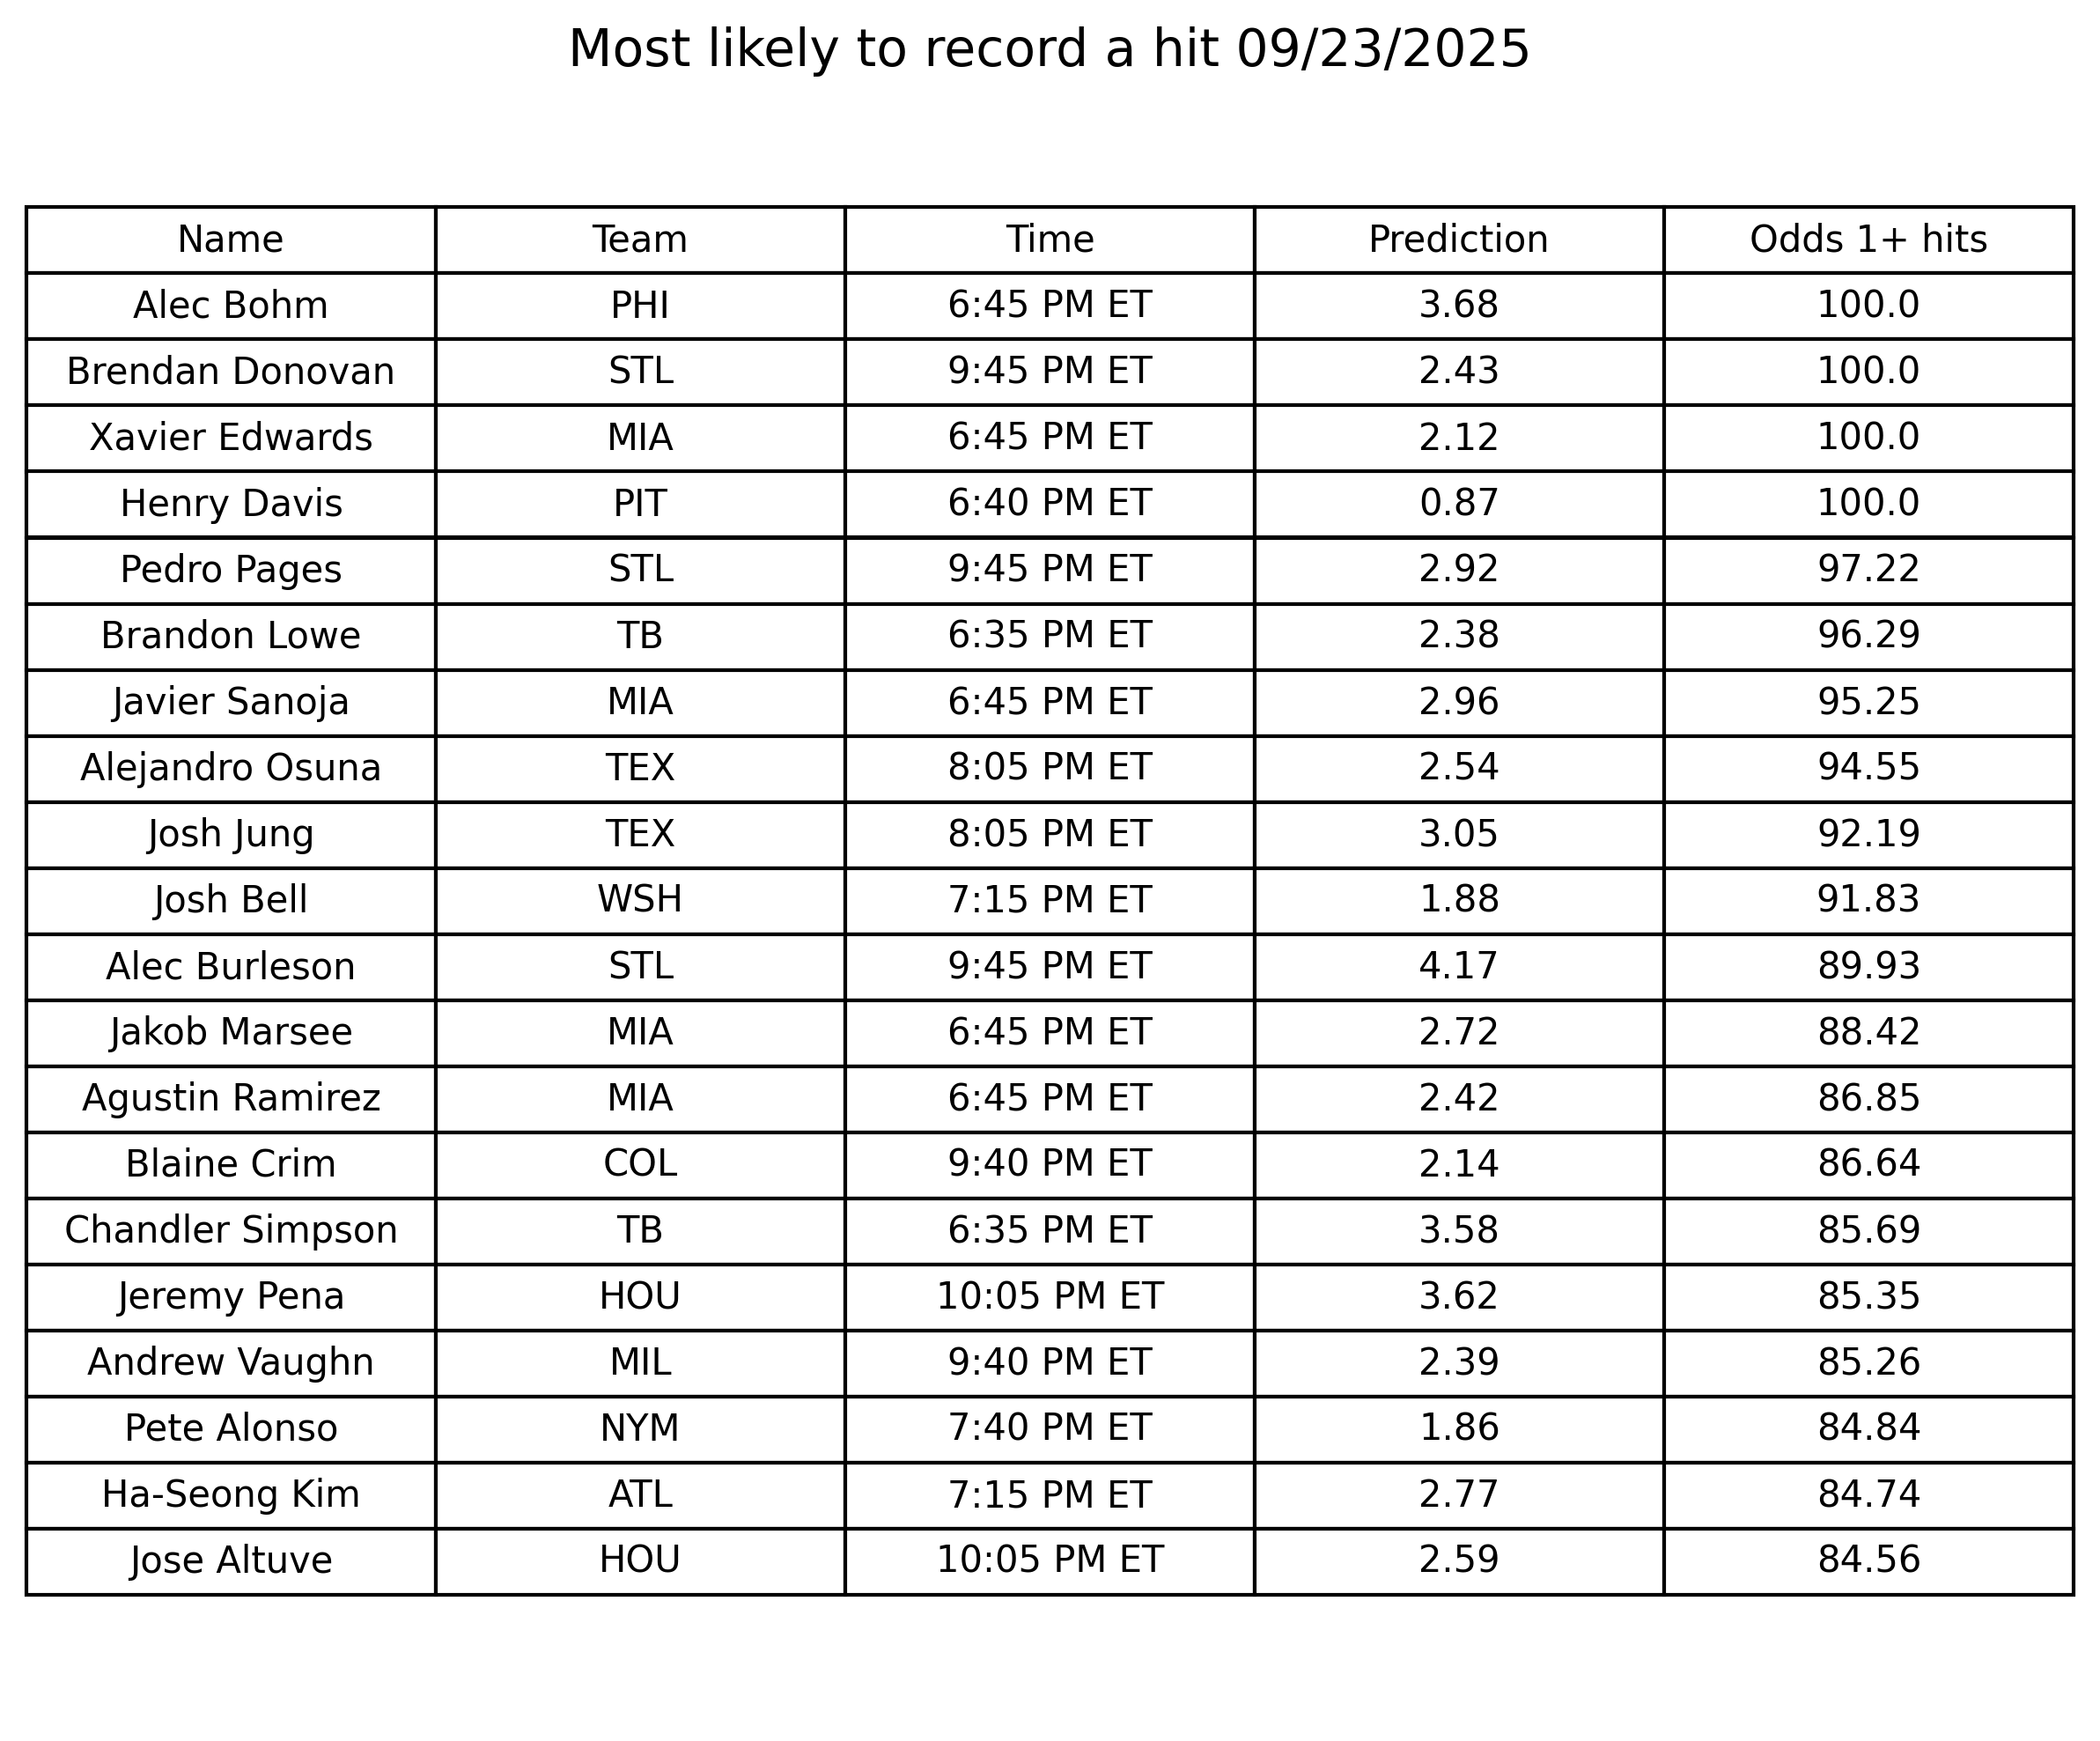 Most likely to record a hit 09/23/2025
Name Team Time Prediction Odds 1+ hits
Alec Bohm PHI 6:45 PM ET 3.68 100.0
Brendan Donovan STL 9:45 PM ET 2.43 100.0
Xavier Edwards MIA 6:45 PM ET 2.12 100.0
Henry Davis PIT 6:40 PM ET 0.87 100.0
Pedro Pages STL 9:45 PM ET 2.92 97.22
Brandon Lowe TB 6:35 PM ET 2.38 96.29
Javier Sanoja MIA 6:45 PM ET 2.96 95.25
Alejandro Osuna TEX 8:05 PM ET 2.54 94.55
Josh Jung TEX 8:05 PM ET 3.05 92.19
Josh Bell WSH 7:15 PM ET 1.88 91.83
Alec Burleson STL 9:45 PM ET 4.17 89.93
Jakob Marsee MIA 6:45 PM ET 2.72 88.42
Agustin Ramirez MIA 6:45 PM ET 2.42 86.85
Blaine Crim COL 9:40 PM ET 2.14 86.64
Chandler Simpson TB 6:35 PM ET 3.58 85.69
Jeremy Pena HOU 10:05 PM ET 3.62 85.35
Andrew Vaughn MIL 9:40 PM ET 2.39 85.26
Pete Alonso NYM 7:40 PM ET 1.86 84.84
Ha-Seong Kim ATL 7:15 PM ET 2.77 84.74
Jose Altuve HOU 10:05 PM ET 2.59 84.56